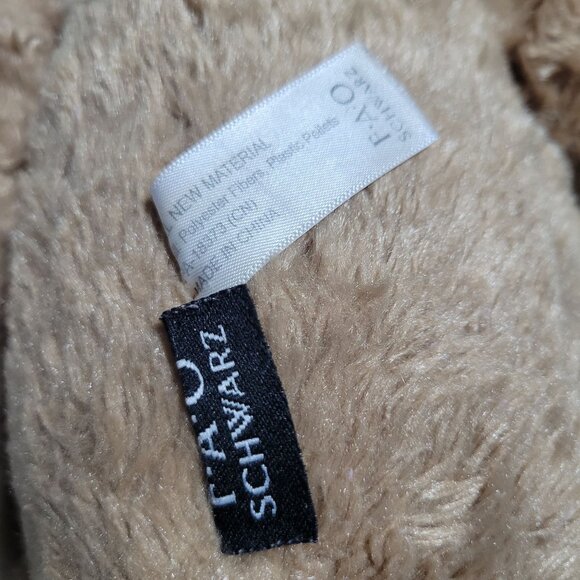 F·A·O
SCHWARZ
NEW MATERIAL
Polyester Fibers, Plastic Pellets
MADE IN CHINA
F·A·O
SCHWARZ